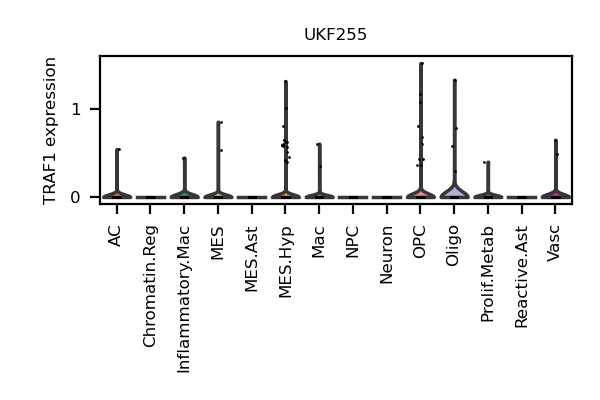 UKF255
TRAF1 expression
1
0
AC
Chromatin.Reg
Inflammatory.Mac
MES
MES.Ast
MES.Hyp
Mac
NPC
Neuron
OPC
Oligo
Prolif.Metab
Reactive.Ast
Vasc